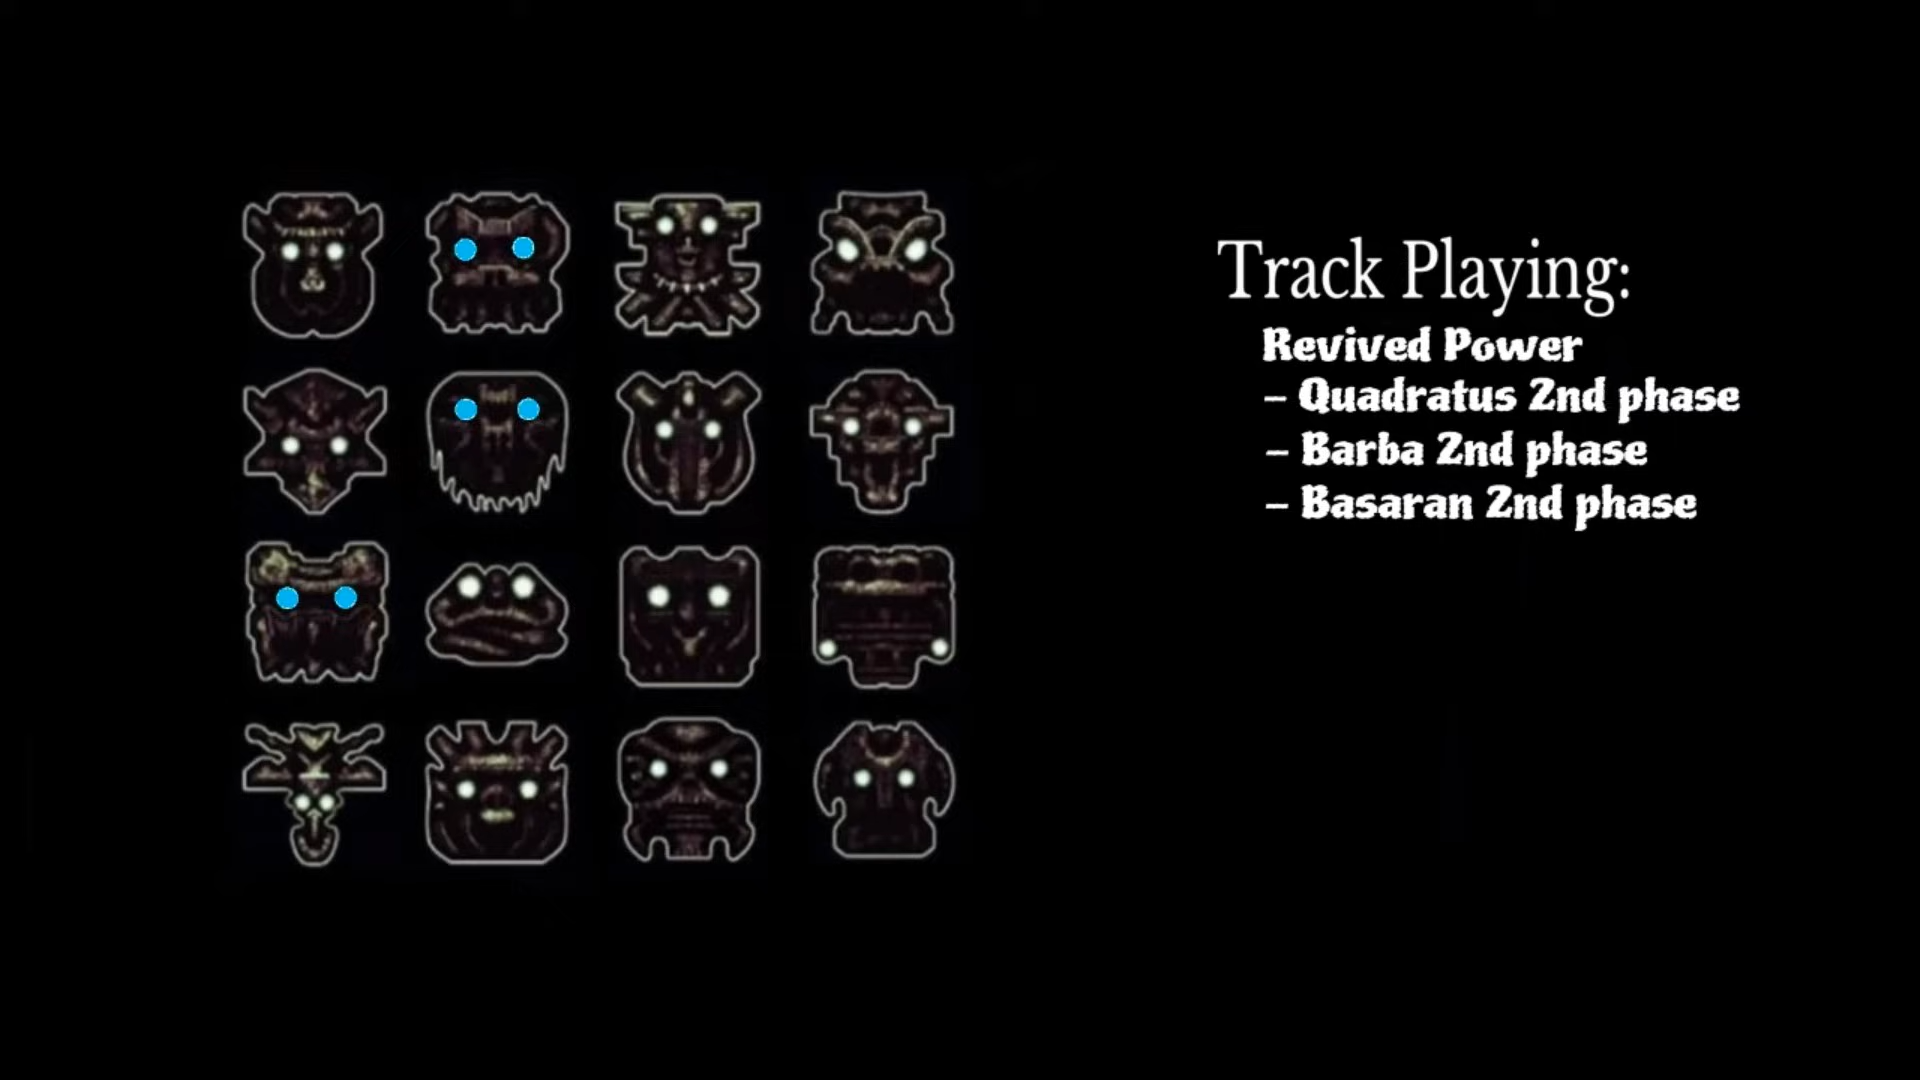 Track Playing:
Revived Power
– Quadratus 2nd phase
– Barba 2nd phase
– Basaran 2nd phase